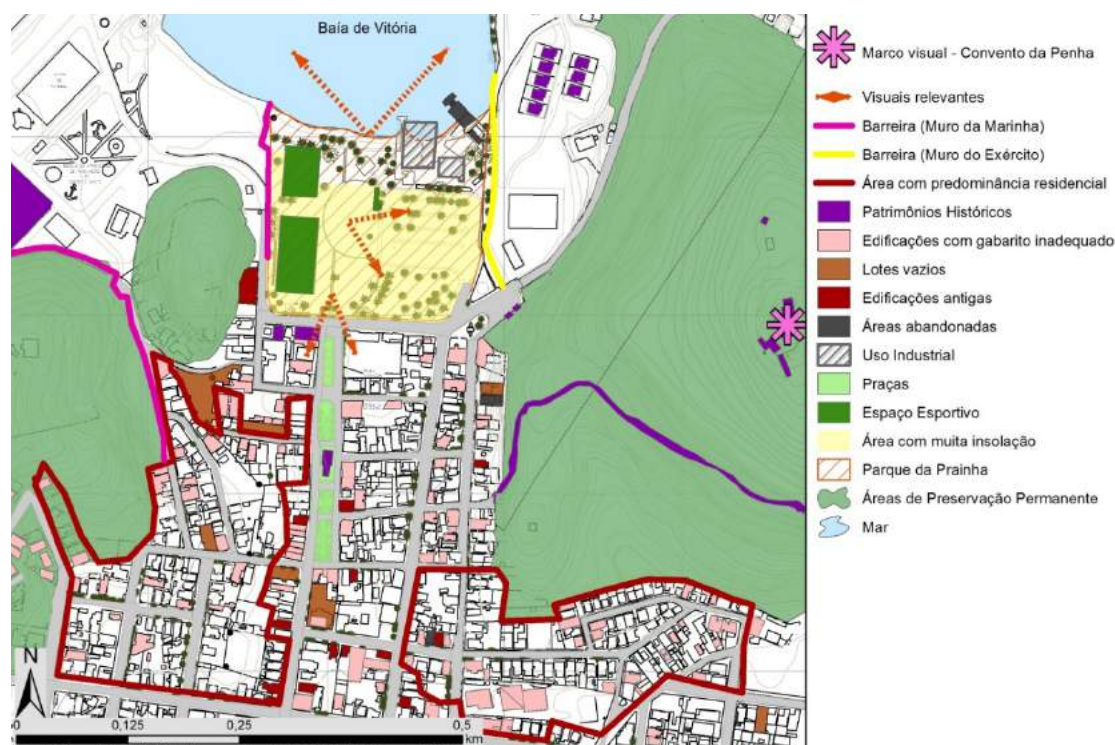 Baía de Vitória
Marco visual - Convento da Penha
Visuais relevantes
Barreira (Muro da Marinha)
Barreira (Muro do Exército)
Área com predominância residencial
Patrimônios Históricos
Edificações com gabarito inadequado
Lotes vazios
Edificações antigas
Áreas abandonadas
Uso Industrial
Praças
Espaço Esportivo
Área com muita insolação
Parque da Prainha
Áreas de Preservação Permanente
Mar
N
0 0,125 0,25 0,5
km